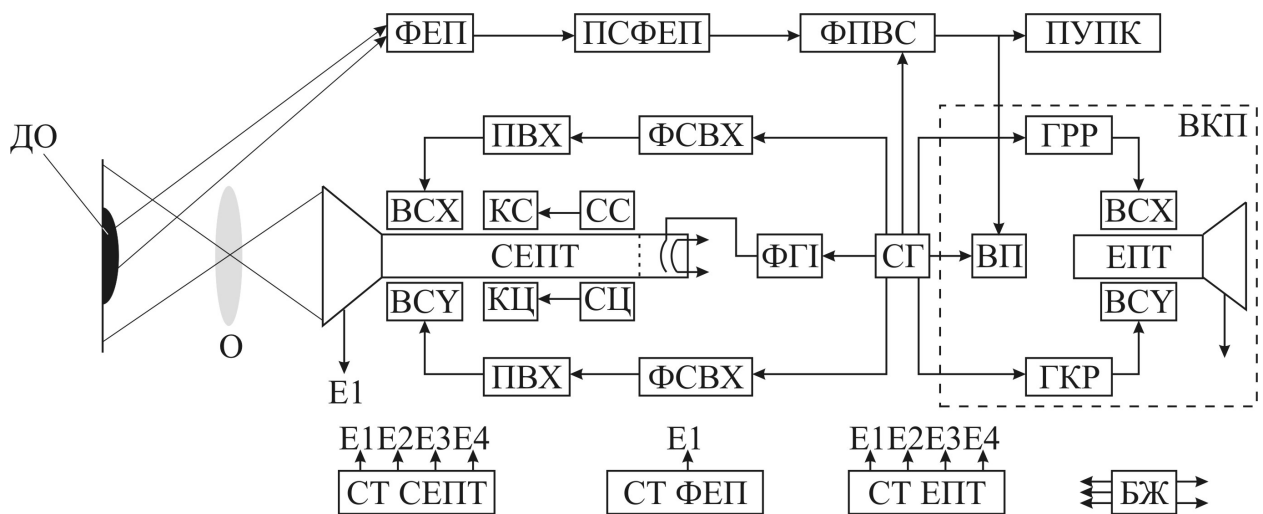 ФЕП ПСФЕП ФПВС ПУПК
ДО ПВХ ФСВХ ГРР ВКП
ВСХ КС СС ВСХ
СЕПТ ФГІ СГ ВП ЕПТ
ВСY КЦ СЦ ВСY
О
Е1 ПВХ ФСВХ ГКР
Е1Е2Е3Е4 Е1 Е1Е2Е3Е4
СТ СЕПТ СТ ФЕП СТ ЕПТ БЖ